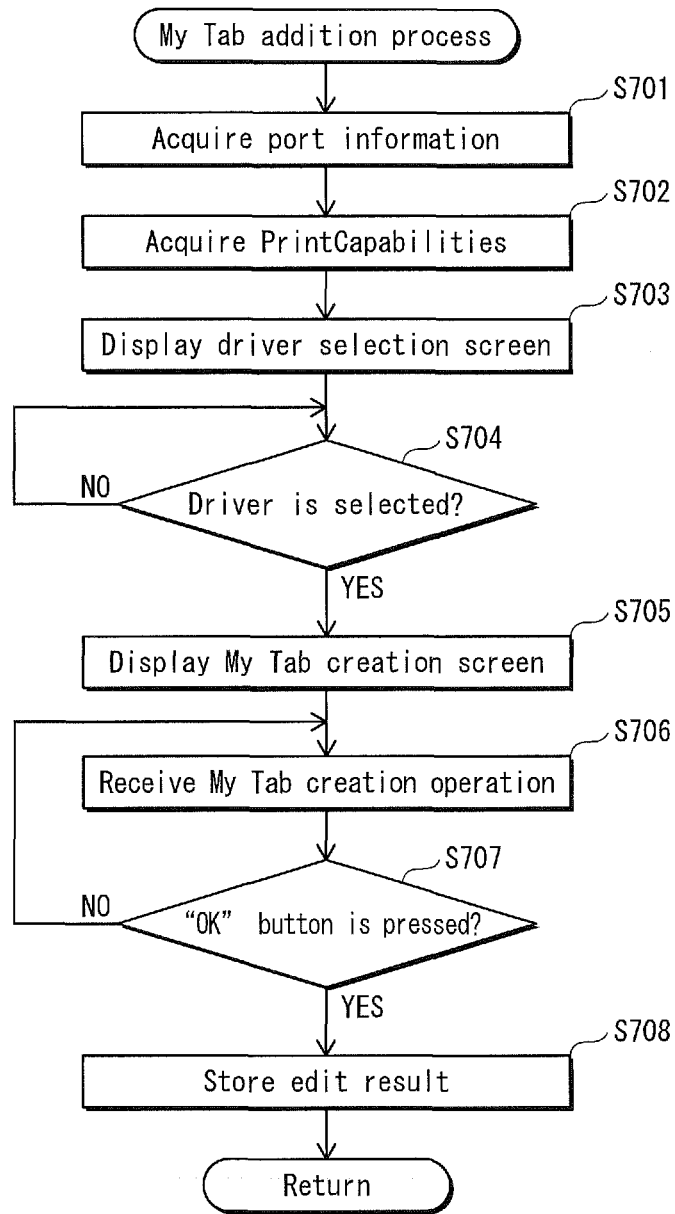 My Tab addition process
S701
Acquire port information
S702
Acquire PrintCapabilities
S703
Display driver selection screen
S704
NO
Driver is selected?
YES
S705
Display My Tab creation screen
S706
Receive My Tab creation operation
S707
NO
“OK” button is pressed?
YES
S708
Store edit result
Return